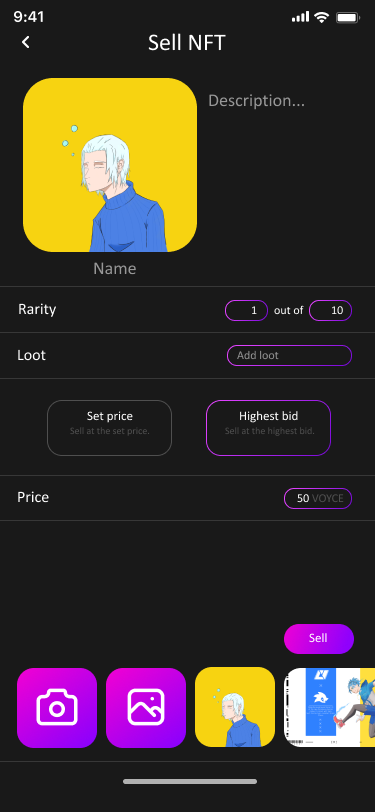 9:41
Sell NFT
Description...
Name
Rarity
1 out of 10
Loot
Add loot
Set price
Sell at the set price.
Highest bid
Sell at the highest bid.
Price
50 VOYCE
Sell